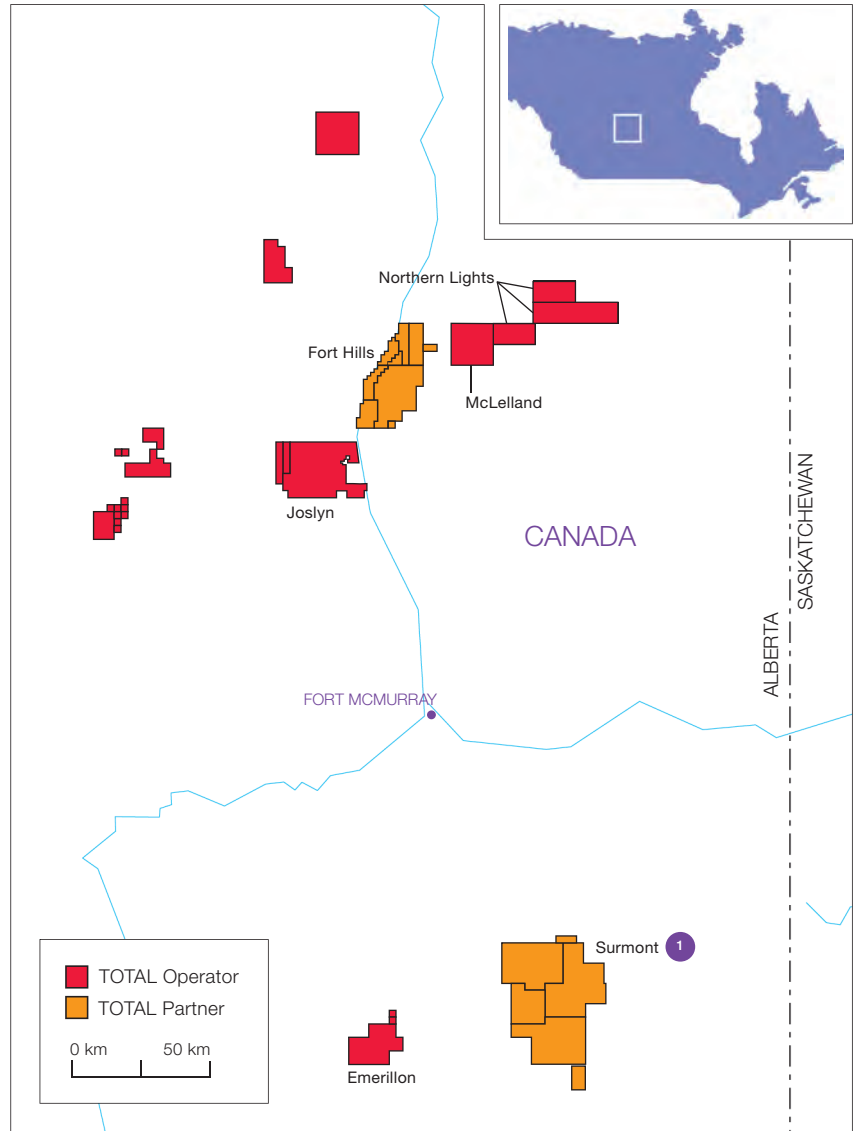 Northern Lights
Fort Hills
McLelland
Joslyn
CANADA
ALBERTA
SASKATCHEWAN
FORT MCMURRAY
Surmont 1
TOTAL Operator
TOTAL Partner
0 km 50 km
Emerillon